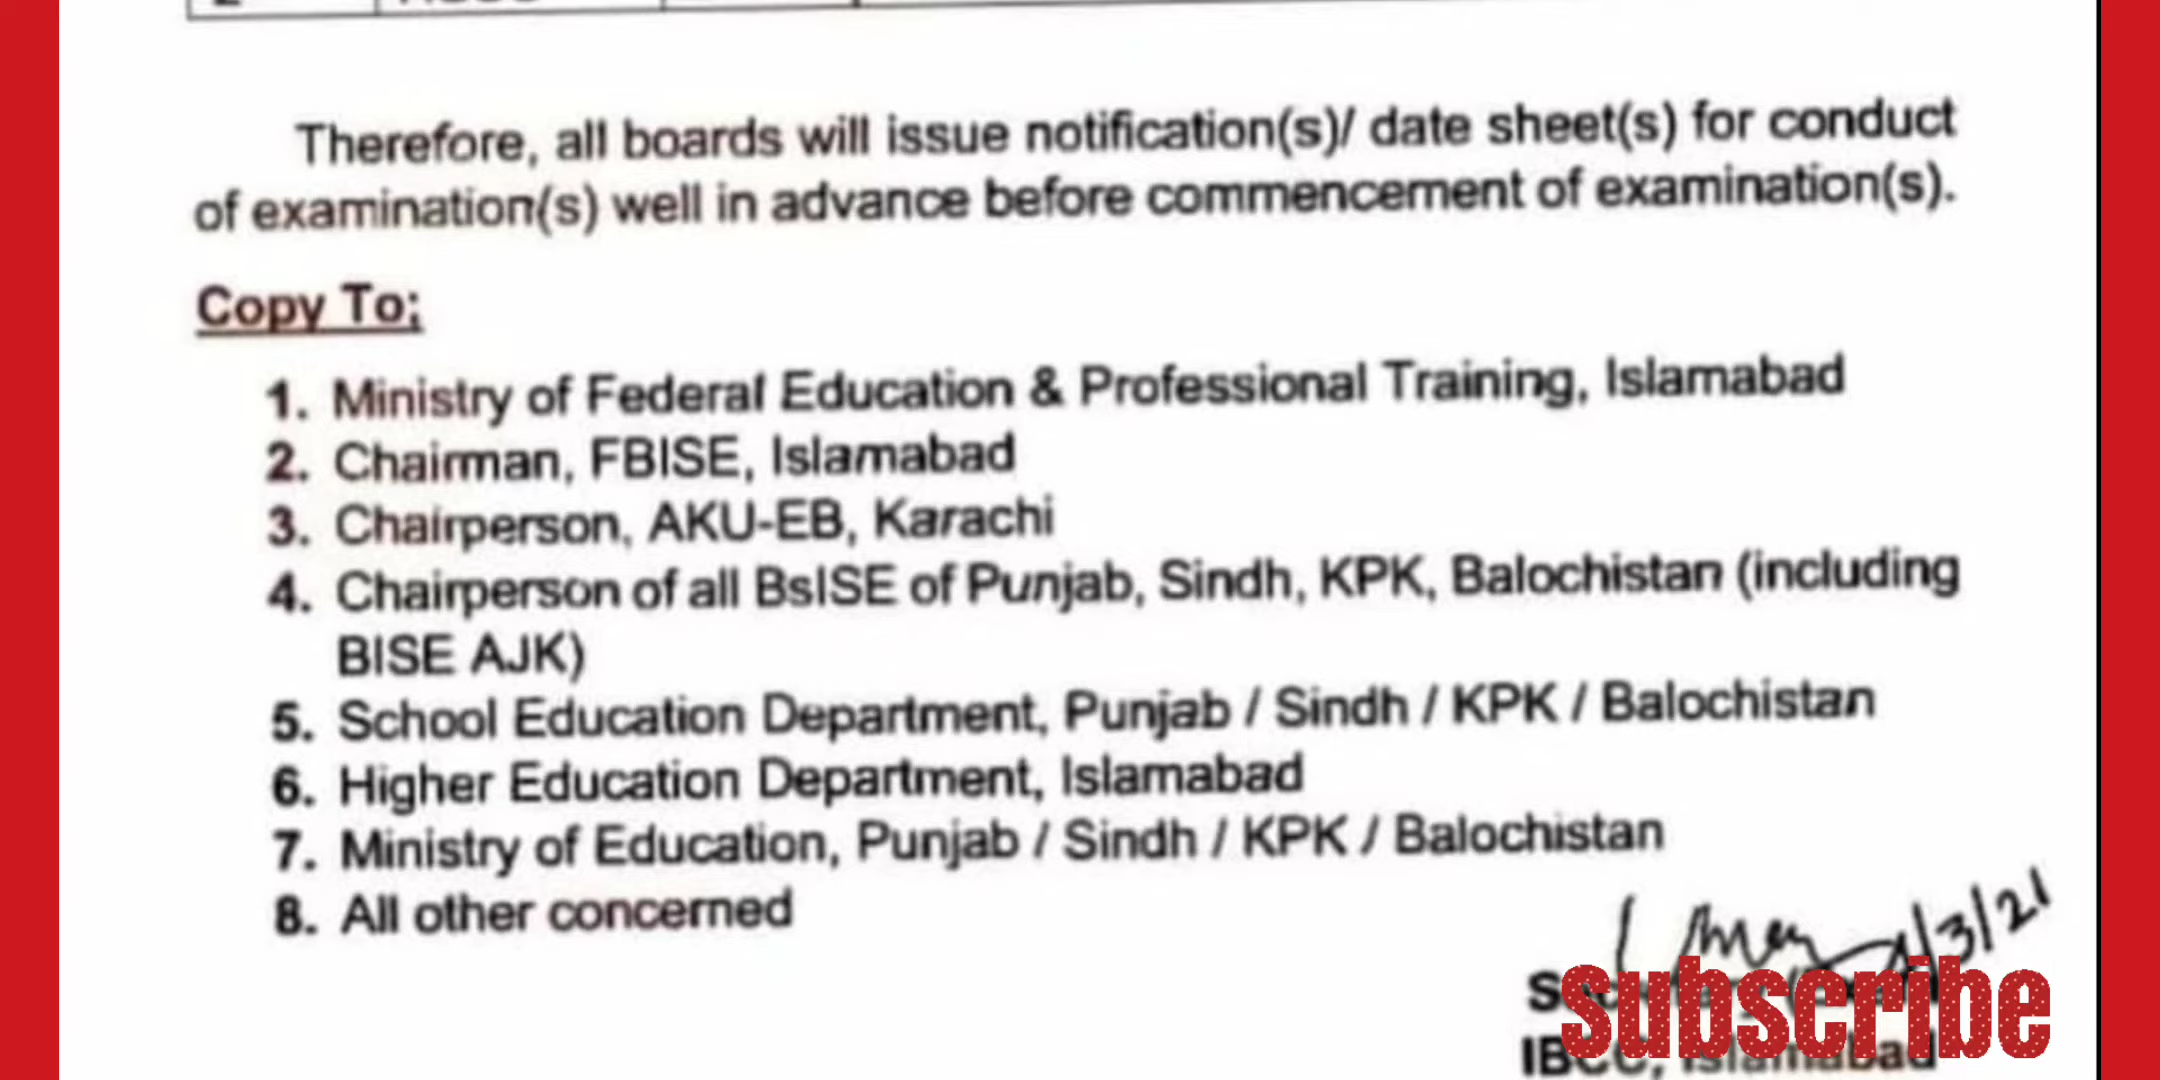 Therefore, all boards will issue notification(s)/ date sheet(s) for conduct
of examination(s) well in advance before commencement of examination(s).
Copy To;
1. Ministry of Federal Education & Professional Training, Islamabad
2. Chairman, FBISE, Islamabad
3. Chairperson, AKU-EB, Karachi
4. Chairperson of all BsISE of Punjab, Sindh, KPK, Balochistan (including
BISE AJK)
5. School Education Department, Punjab / Sindh / KPK / Balochistan
6. Higher Education Department, Islamabad
7. Ministry of Education, Punjab / Sindh / KPK / Balochistan
8. All other concerned
/3/21
Subscribe
IBCC, Islamabad